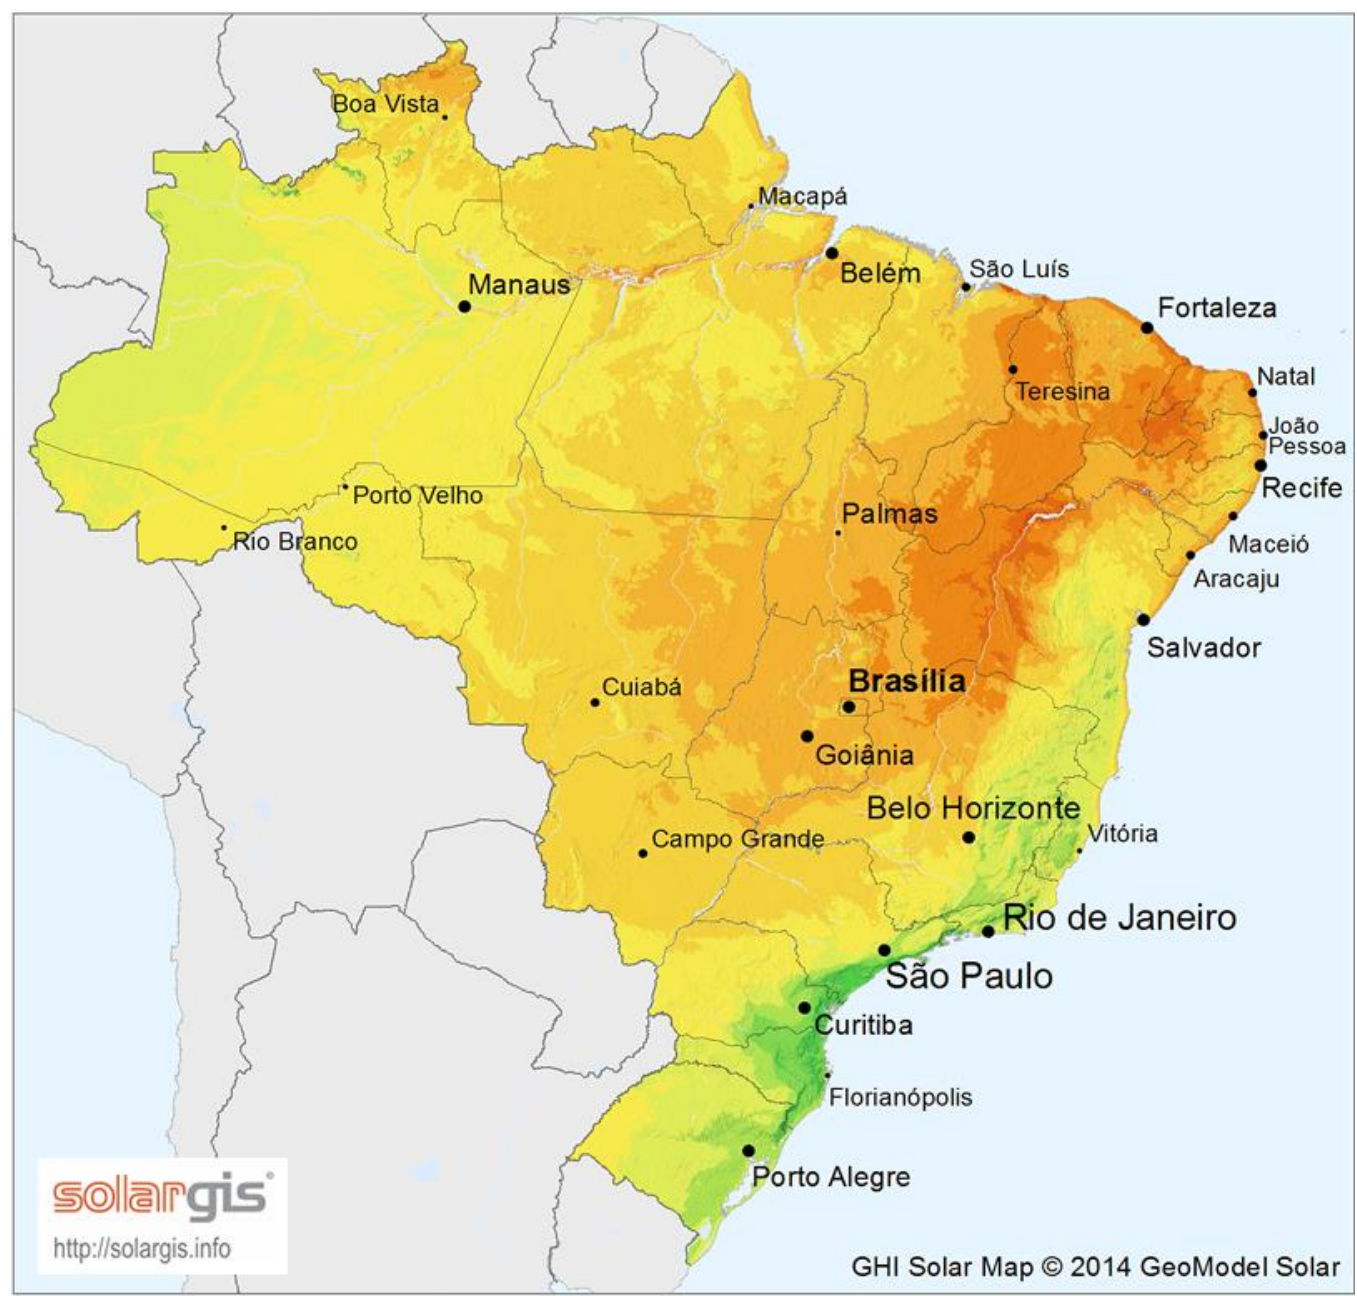 Boa Vista
Macapá
Belém
São Luís
Manaus
Fortaleza
Natal
Teresina
João
Pessoa
Recife
Porto Velho
Palmas
Rio Branco
Maceió
Aracaju
Salvador
Cuiabá
Brasília
Goiânia
Belo Horizonte
Vitória
Campo Grande
Rio de Janeiro
São Paulo
Curitiba
Florianópolis
Porto Alegre
solargis©
http://solargis.info
GHI Solar Map © 2014 GeoModel Solar